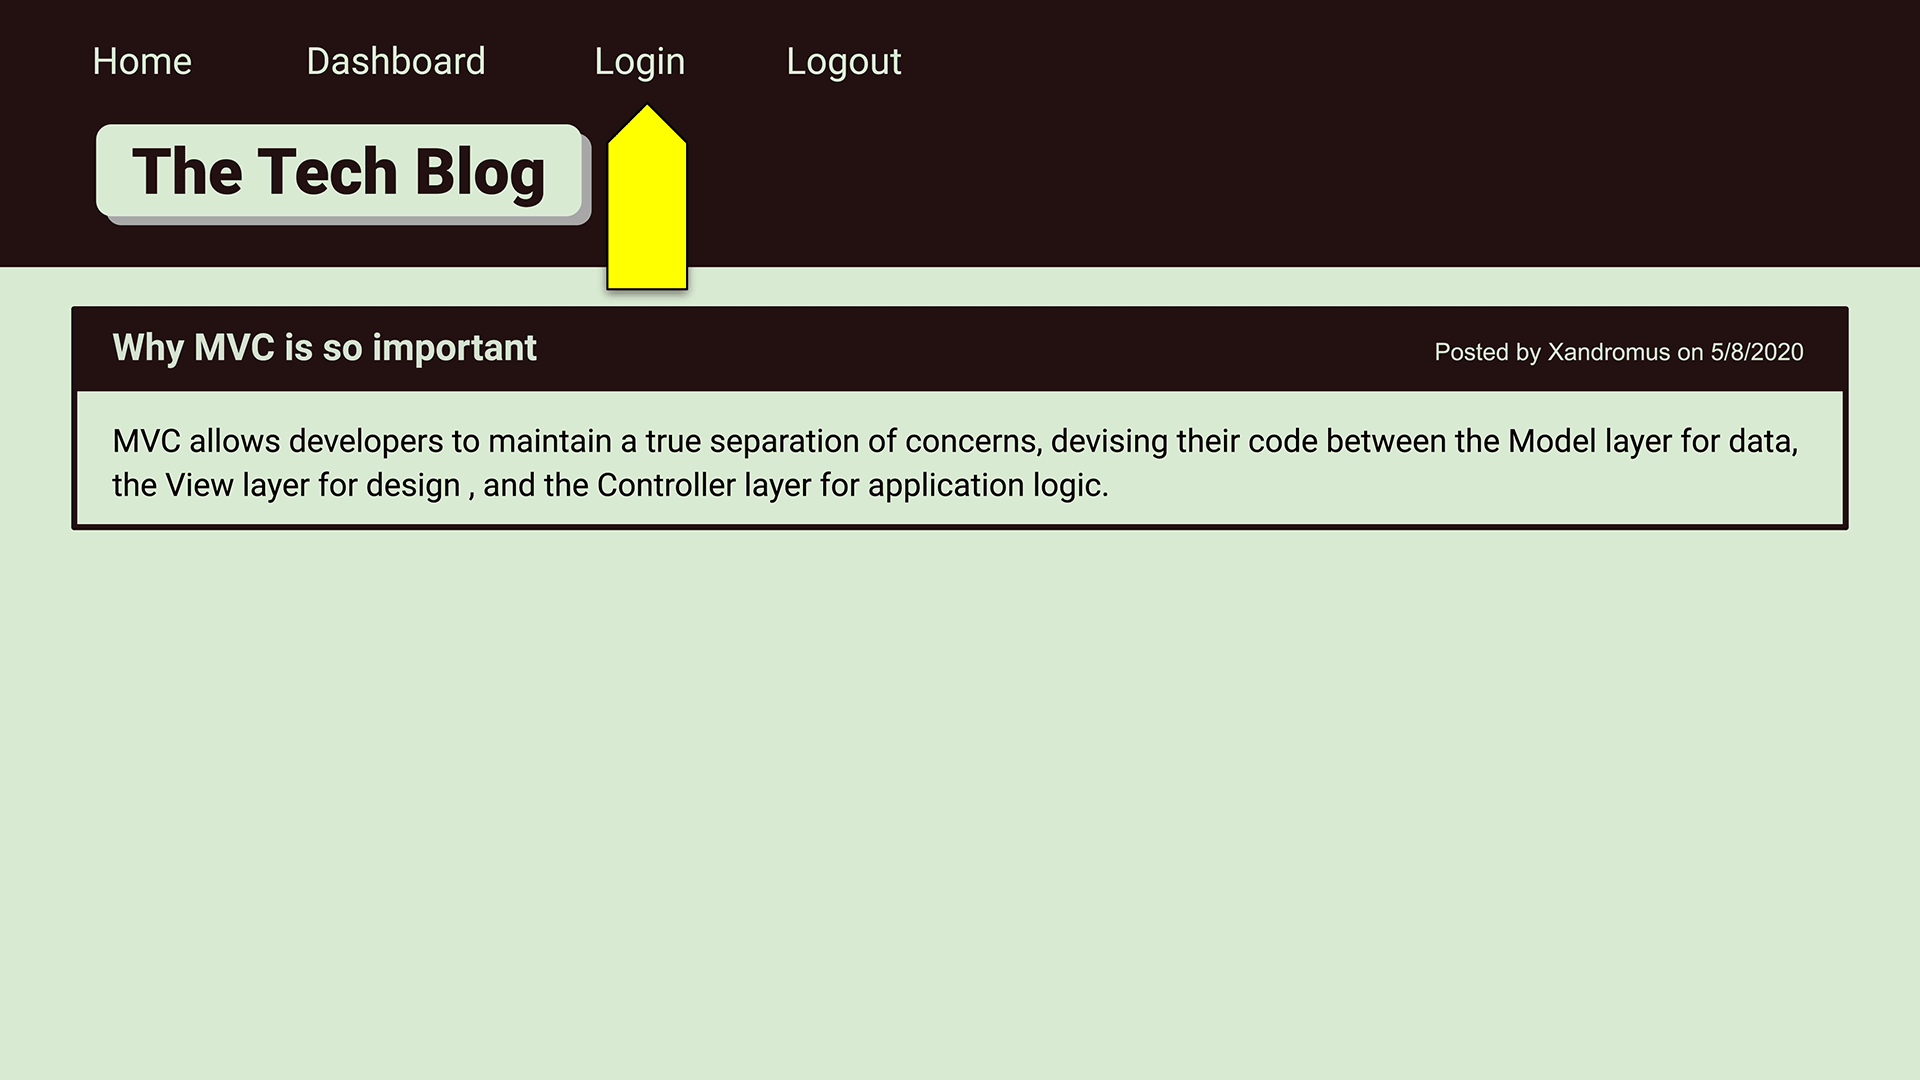 Home Dashboard Login Logout
The Tech Blog
Why MVC is so important Posted by Xandromus on 5/8/2020
MVC allows developers to maintain a true separation of concerns, devising their code between the Model layer for data,
the View layer for design , and the Controller layer for application logic.